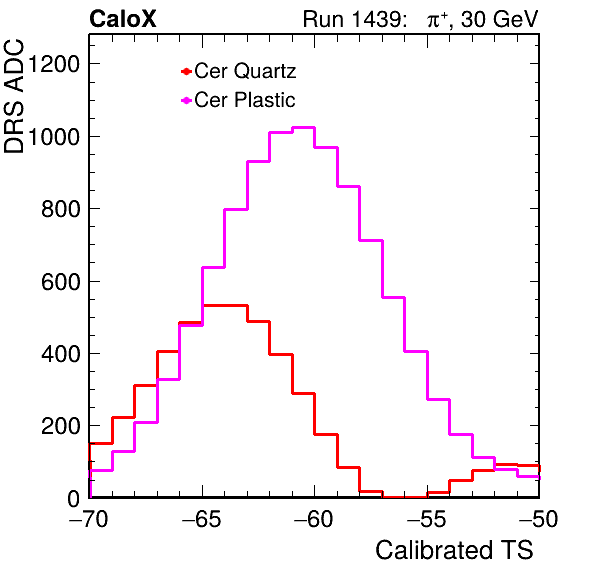 CaloX Run 1439: π⁺, 30 GeV
DRS ADC
Cer Quartz
Cer Plastic
1200
1000
800
600
400
200
0
−70 −65 −60 −55 −50
Calibrated TS